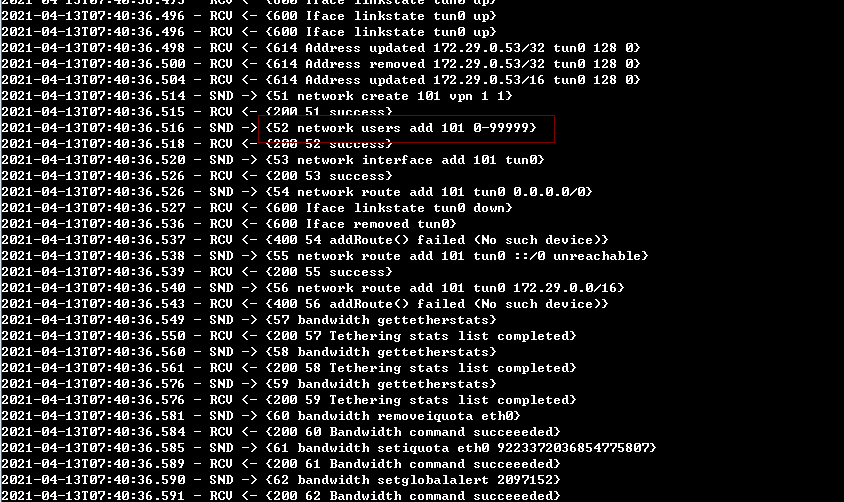 2021-04-13T07:40:36.495 - RCV <- {600 Iface linkstate tun0 up}
2021-04-13T07:40:36.496 - RCV <- {600 Iface linkstate tun0 up}
2021-04-13T07:40:36.496 - RCV <- {600 Iface linkstate tun0 up}
2021-04-13T07:40:36.498 - RCV <- {614 Address updated 172.29.0.53/32 tun0 128 0}
2021-04-13T07:40:36.500 - RCV <- {614 Address removed 172.29.0.53/32 tun0 128 0}
2021-04-13T07:40:36.504 - RCV <- {614 Address updated 172.29.0.53/16 tun0 128 0}
2021-04-13T07:40:36.514 - SND -> {51 network create 101 vpn 1 1}
2021-04-13T07:40:36.515 - RCV <- {200 51 success}
2021-04-13T07:40:36.516 - SND -> {52 network users add 101 0-99999}
2021-04-13T07:40:36.518 - RCV <- {200 52 success}
2021-04-13T07:40:36.520 - SND -> {53 network interface add 101 tun0}
2021-04-13T07:40:36.526 - RCV <- {200 53 success}
2021-04-13T07:40:36.526 - SND -> {54 network route add 101 tun0 0.0.0.0/0}
2021-04-13T07:40:36.527 - RCV <- {600 Iface linkstate tun0 down}
2021-04-13T07:40:36.536 - RCV <- {600 Iface removed tun0}
2021-04-13T07:40:36.537 - RCV <- {400 54 addRoute() failed (No such device)}
2021-04-13T07:40:36.538 - SND -> {55 network route add 101 tun0 ::/0 unreachable}
2021-04-13T07:40:36.539 - RCV <- {200 55 success}
2021-04-13T07:40:36.540 - SND -> {56 network route add 101 tun0 172.29.0.0/16}
2021-04-13T07:40:36.543 - RCV <- {400 56 addRoute() failed (No such device)}
2021-04-13T07:40:36.549 - SND -> {57 bandwidth gettetherstats}
2021-04-13T07:40:36.550 - RCV <- {200 57 Tethering stats list completed}
2021-04-13T07:40:36.560 - SND -> {58 bandwidth gettetherstats}
2021-04-13T07:40:36.561 - RCV <- {200 58 Tethering stats list completed}
2021-04-13T07:40:36.576 - SND -> {59 bandwidth gettetherstats}
2021-04-13T07:40:36.576 - RCV <- {200 59 Tethering stats list completed}
2021-04-13T07:40:36.581 - SND -> {60 bandwidth removeiquota eth0}
2021-04-13T07:40:36.584 - RCV <- {200 60 Bandwidth command succeeeded}
2021-04-13T07:40:36.585 - SND -> {61 bandwidth setiquota eth0 9223372036854775807}
2021-04-13T07:40:36.589 - RCV <- {200 61 Bandwidth command succeeeded}
2021-04-13T07:40:36.590 - SND -> {62 bandwidth setglobalalert 2097152}
2021-04-13T07:40:36.591 - RCV <- {200 62 Bandwidth command succeeeded}